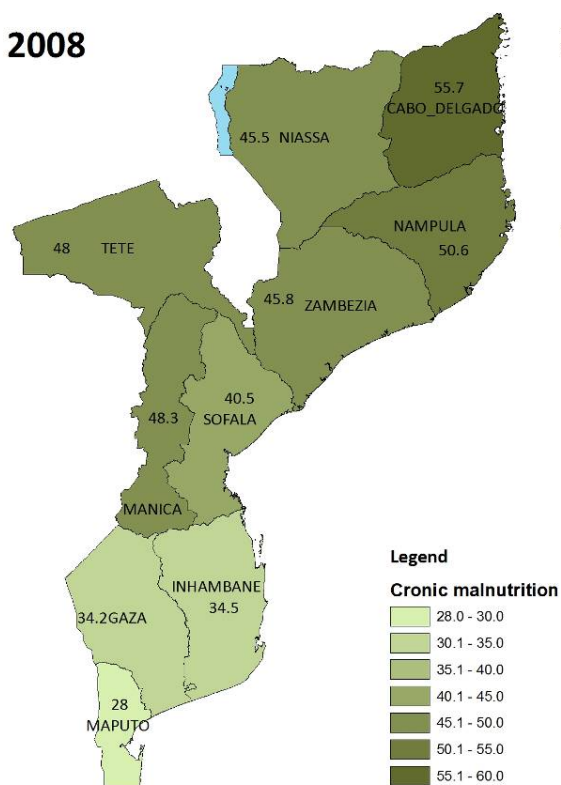 2008
55.7
CABO_DELGADO
45.5 NIASSA
NAMPULA
50.6
48 TETE
45.8 ZAMBEZIA
40.5
SOFALA
48.3
MANICA
INHAMBANE
34.5
34.2GAZA
28
MAPUTO
Legend
Cronic malnutrition
28.0 - 30.0
30.1 - 35.0
35.1 - 40.0
40.1 - 45.0
45.1 - 50.0
50.1 - 55.0
55.1 - 60.0